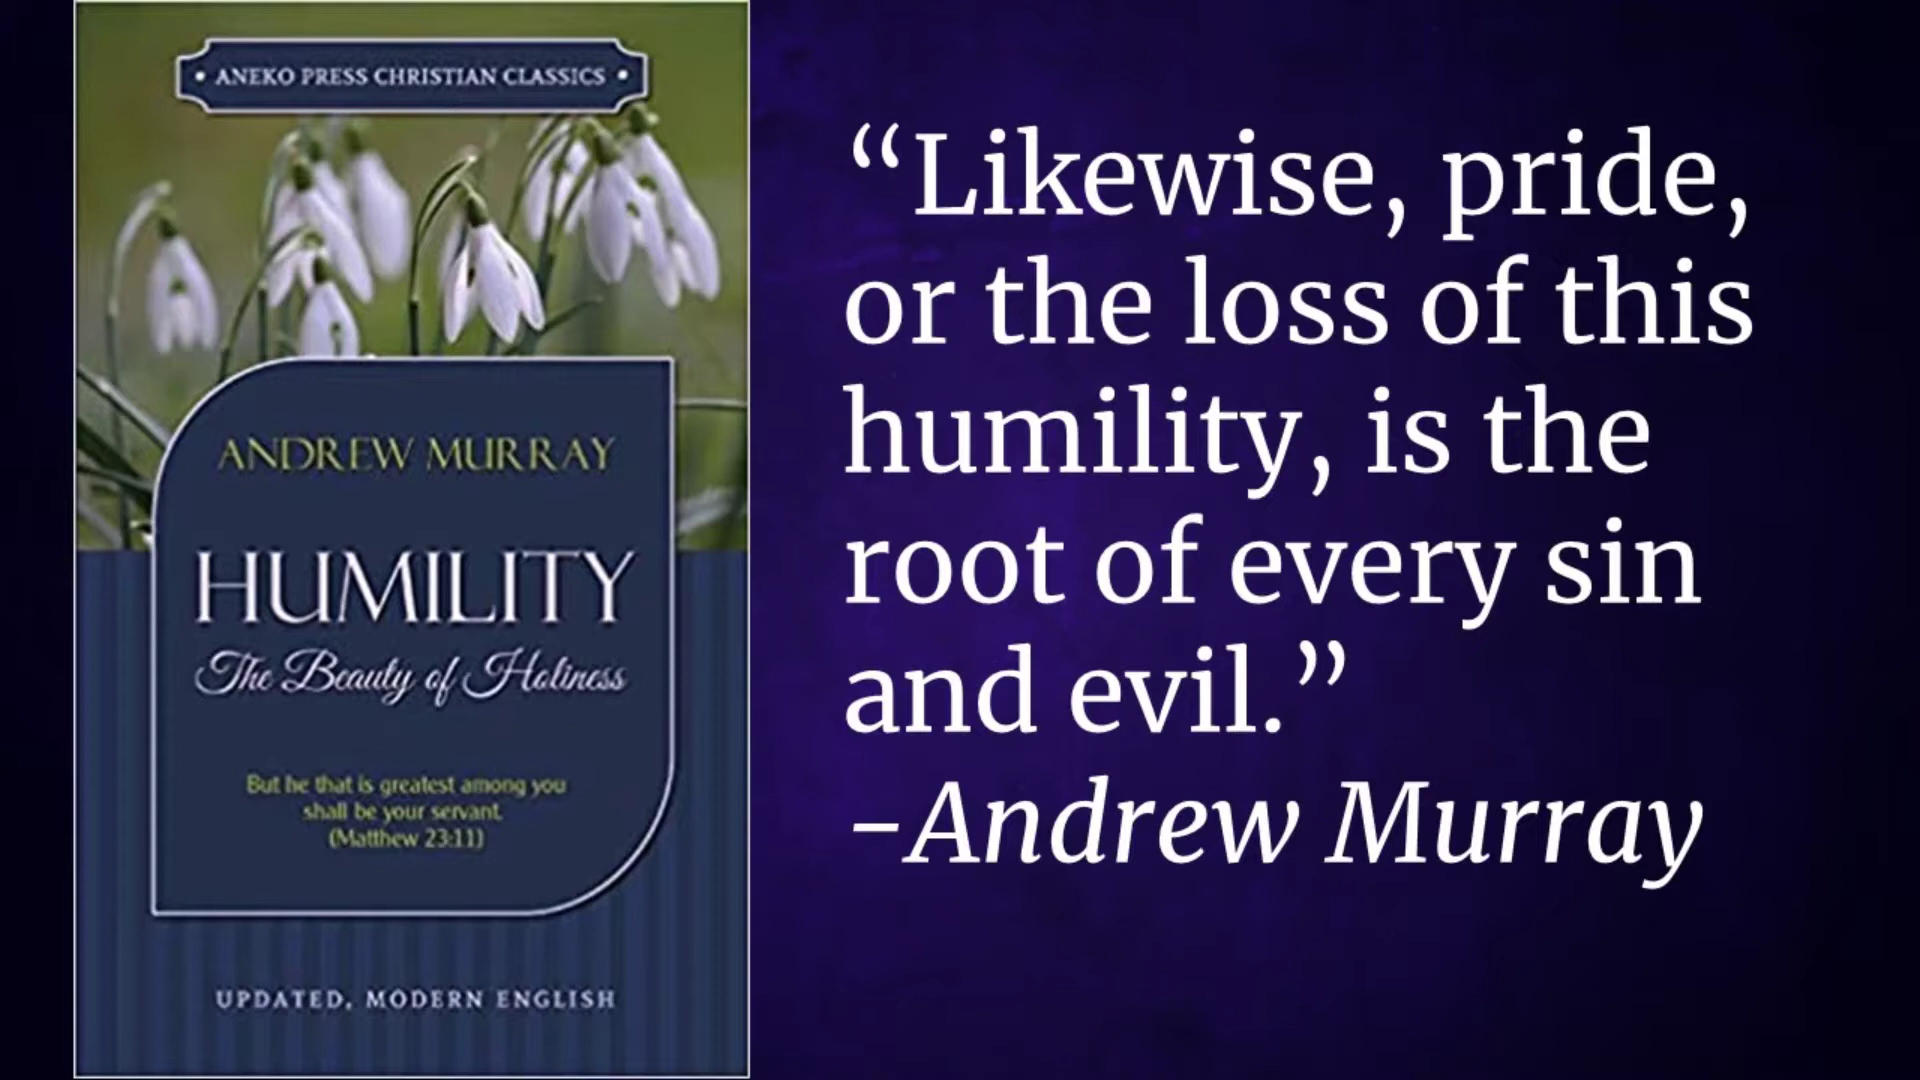 • ANEKO PRESS CHRISTIAN CLASSICS •
ANDREW MURRAY
HUMILITY
The Beauty of Holiness
But he that is greatest among you
shall be your servant.
(Matthew 23:11)
UPDATED, MODERN ENGLISH
“Likewise, pride,
or the loss of this
humility, is the
root of every sin
and evil.”
–Andrew Murray